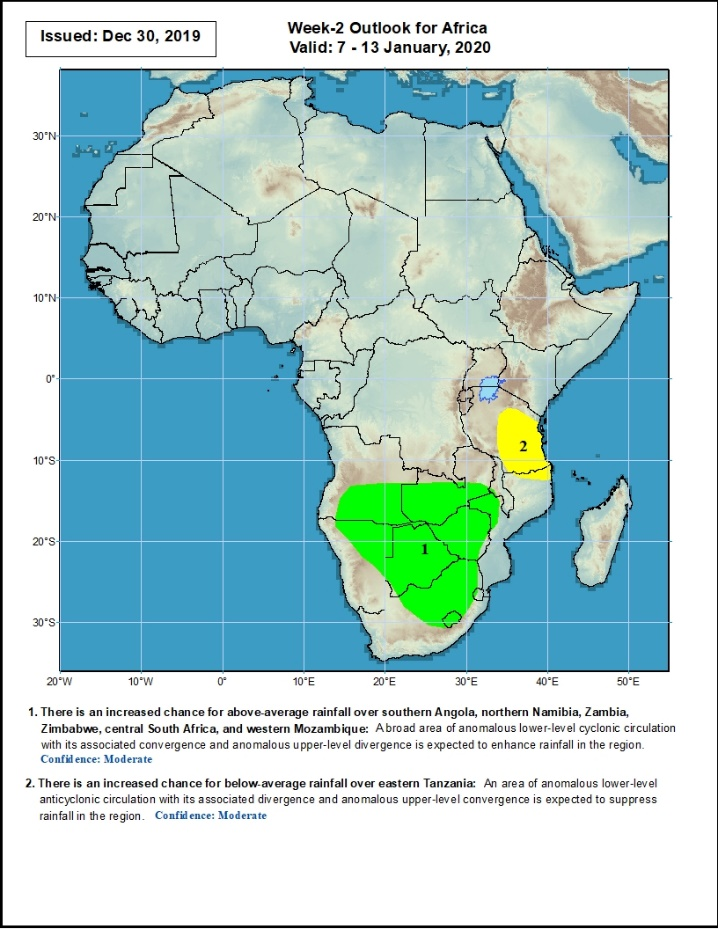 Issued: Dec 30, 2019
Week-2 Outlook for Africa
Valid: 7 - 13 January, 2020
30°N
20°N
10°N
0°
10°S
20°S
30°S
2
1
20°W 10°W 0° 10°E 20°E 30°E 40°E 50°E
1. There is an increased chance for above-average rainfall over southern Angola, northern Namibia, Zambia,
Zimbabwe, central South Africa, and western Mozambique: A broad area of anomalous lower-level cyclonic circulation
with its associated convergence and anomalous upper-level divergence is expected to enhance rainfall in the region.
Confidence: Moderate
2. There is an increased chance for below-average rainfall over eastern Tanzania: An area of anomalous lower-level
anticyclonic circulation with its associated divergence and anomalous upper-level convergence is expected to suppress
rainfall in the region. Confidence: Moderate